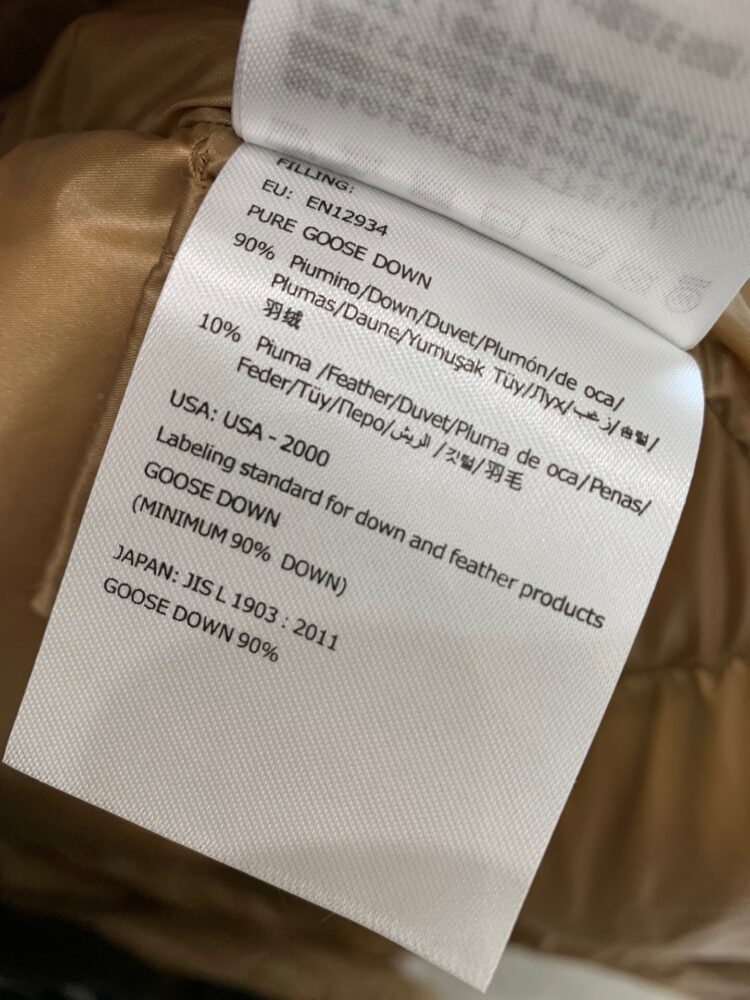 FILLING:
EU: EN12934
PURE GOOSE DOWN
90% Piumino/Down/Duvet/Plumón/de oca/
Plumas/Daune/Yumuşak Tüy/Пух/زغب/솜털/
羽绒
10% Piuma /Feather/Duvet/Pluma de oca/Penas/
Feder/Tüy/Перо/الريش /깃털/羽毛
USA: USA - 2000
Labeling standard for down and feather products
GOOSE DOWN
(MINIMUM 90% DOWN)
JAPAN: JIS L 1903 : 2011
GOOSE DOWN 90%